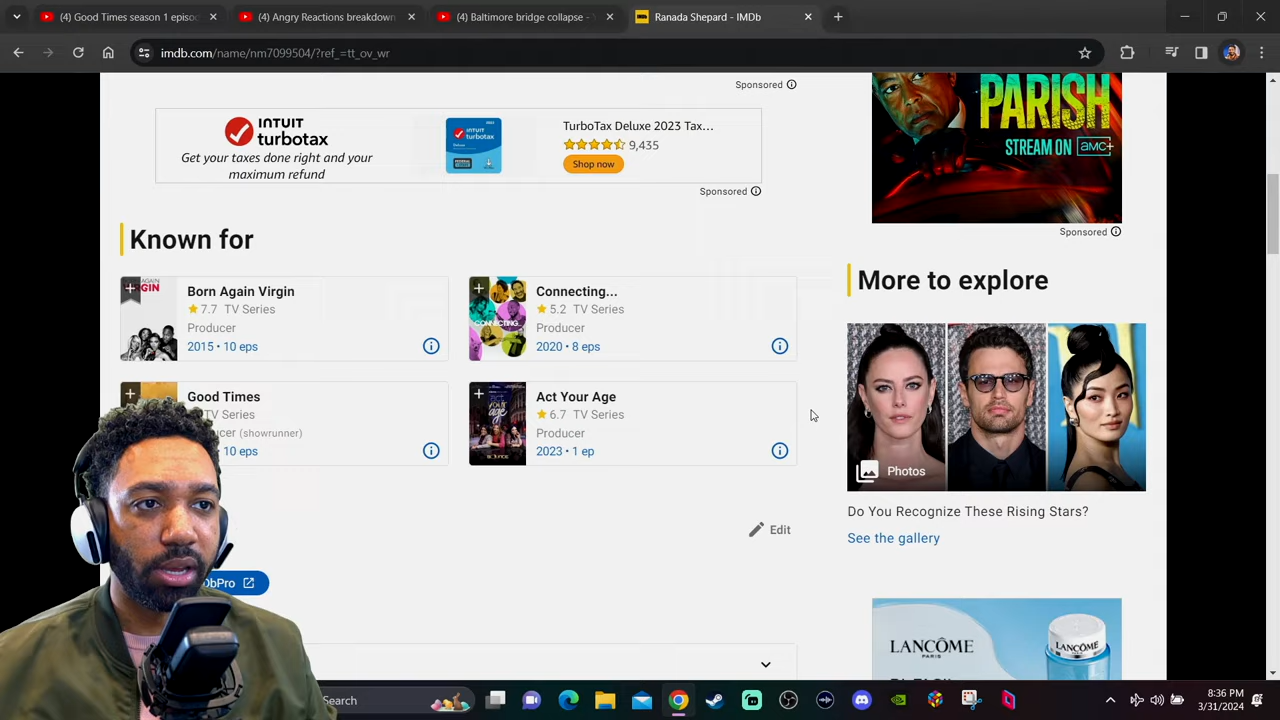 (4) Good Times season 1 episo
(4) Angry Reactions breakdown
(4) Baltimore bridge collapse - Y
Ranada Shepard - IMDb
imdb.com/name/nm7099504/?ref_=tt_ov_wr
Sponsored
INTUIT
turbotax
Get your taxes done right and your
maximum refund
TurboTax Deluxe 2023 Tax…
9,435
Shop now
Sponsored
PARISH
STREAM ON amc+
Sponsored
Known for
Born Again Virgin
7.7 TV Series
Producer
2015 • 10 eps
Connecting...
5.2 TV Series
Producer
2020 • 8 eps
Good Times
TV Series
ucer (showrunner)
10 eps
Act Your Age
6.7 TV Series
Producer
2023 • 1 ep
Edit
ObPro
More to explore
Photos
Do You Recognize These Rising Stars?
See the gallery
LANCÔME
PARIS
Search
8:36 PM
3/31/2024